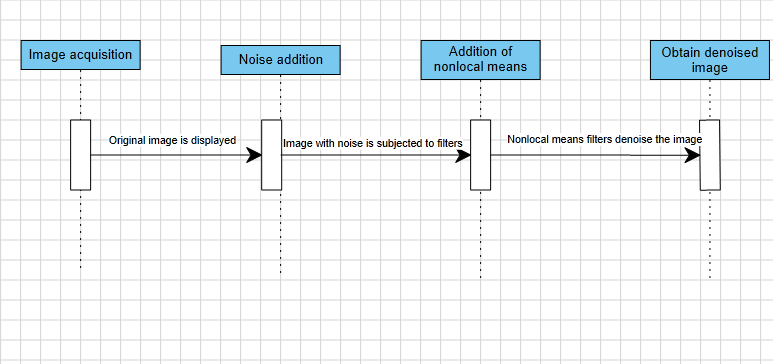 Image acquisition
Noise addition
Addition of
nonlocal means
Obtain denoised
image
Original image is displayed
Image with noise is subjected to filters
Nonlocal means filters denoise the image